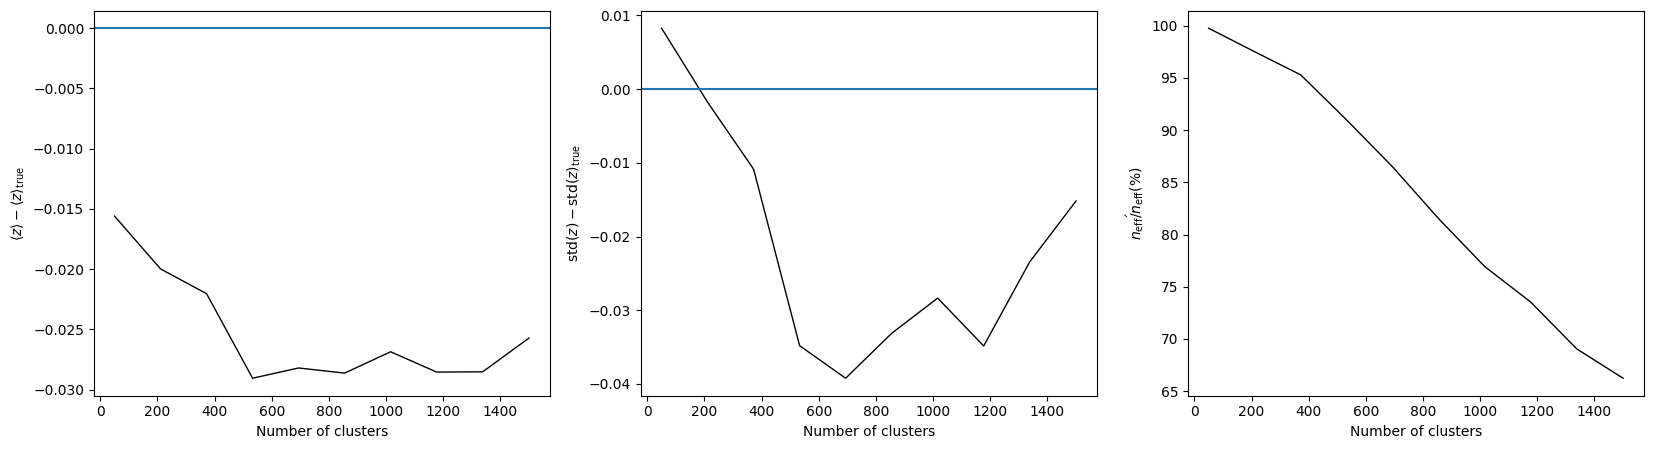 0.000
−0.005
−0.010
−0.015
−0.020
−0.025
−0.030
⟨z⟩ − ⟨z⟩true
0 200 400 600 800 1000 1200 1400
Number of clusters
0.01
0.00
−0.01
−0.02
−0.03
−0.04
std(z) − std(z)true
0 200 400 600 800 1000 1200 1400
Number of clusters
100
95
90
85
80
75
70
65
neff′/neff(%)
0 200 400 600 800 1000 1200 1400
Number of clusters